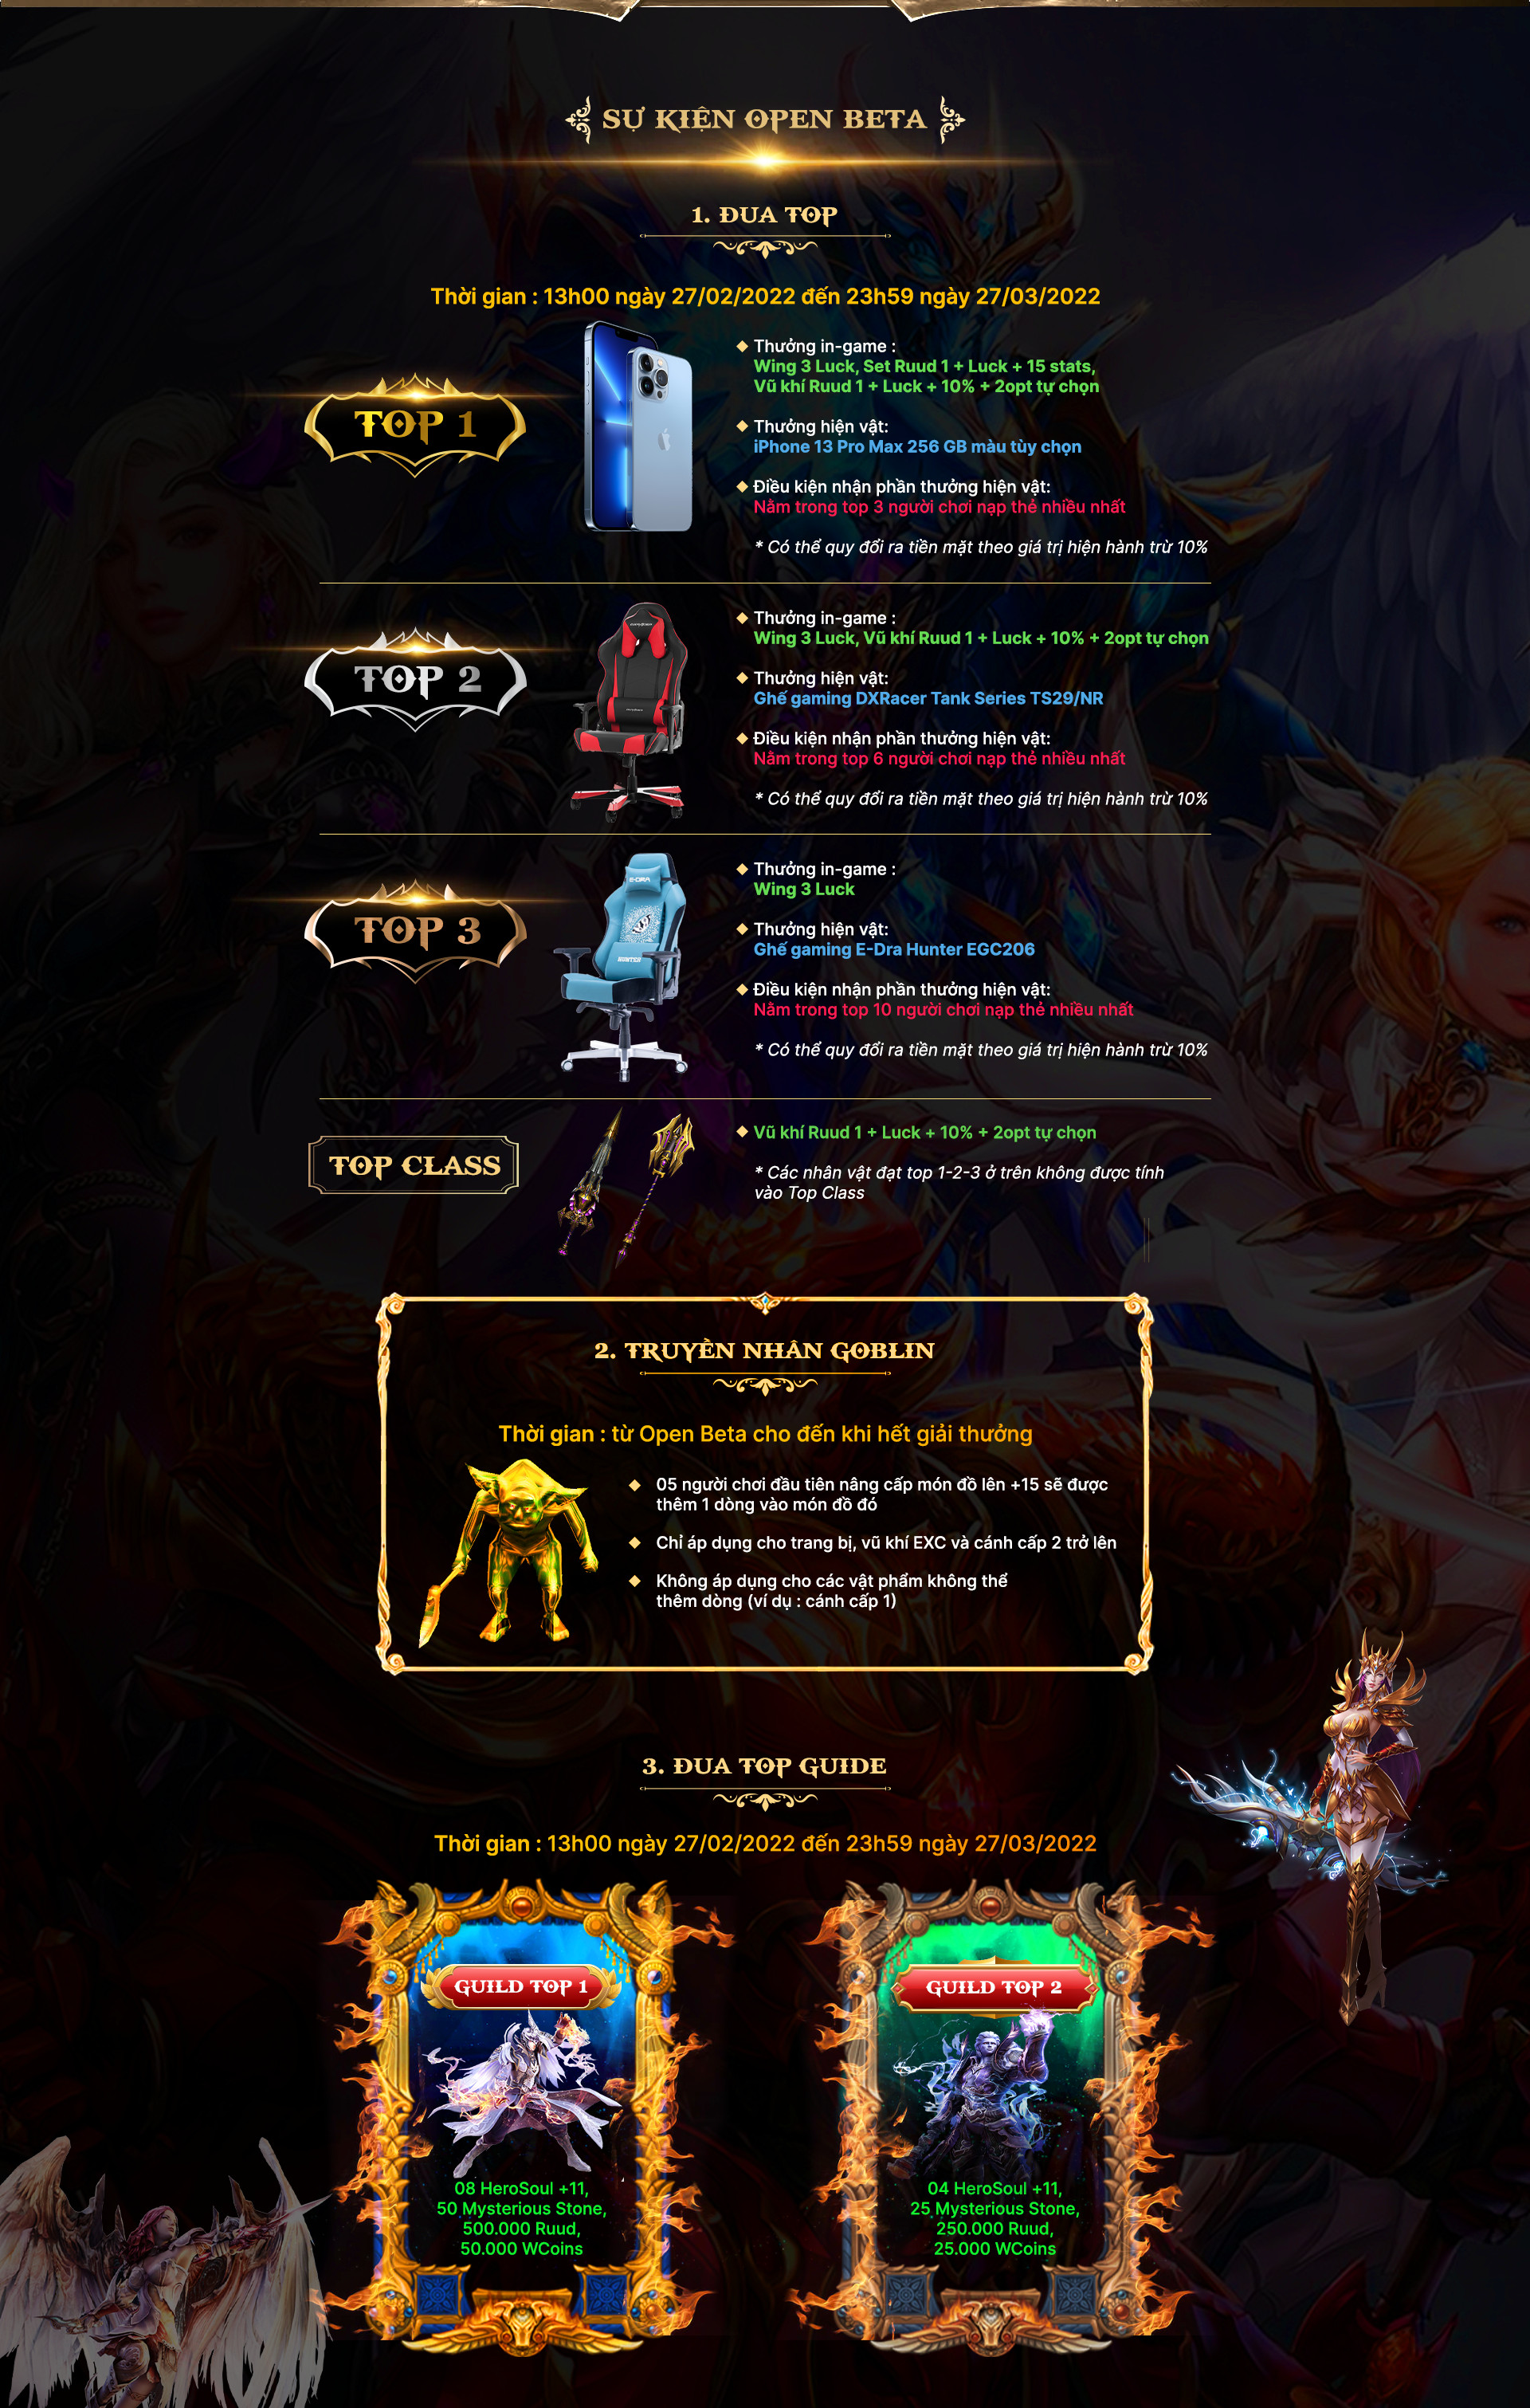 SỰ KIỆN OPEN BETA
1. ĐUA TOP
Thời gian : 13h00 ngày 27/02/2022 đến 23h59 ngày 27/03/2022
TOP 1
Thưởng in-game :
Wing 3 Luck, Set Ruud 1 + Luck + 15 stats,
Vũ khí Ruud 1 + Luck + 10% + 2opt tự chọn
Thưởng hiện vật:
iPhone 13 Pro Max 256 GB màu tùy chọn
Điều kiện nhận phần thưởng hiện vật:
Nằm trong top 3 người chơi nạp thẻ nhiều nhất
* Có thể quy đổi ra tiền mặt theo giá trị hiện hành trừ 10%
TOP 2
Thưởng in-game :
Wing 3 Luck, Vũ khí Ruud 1 + Luck + 10% + 2opt tự chọn
Thưởng hiện vật:
Ghế gaming DXRacer Tank Series TS29/NR
Điều kiện nhận phần thưởng hiện vật:
Nằm trong top 6 người chơi nạp thẻ nhiều nhất
* Có thể quy đổi ra tiền mặt theo giá trị hiện hành trừ 10%
TOP 3
E-DRA
HUNTER
Thưởng in-game :
Wing 3 Luck
Thưởng hiện vật:
Ghế gaming E-Dra Hunter EGC206
Điều kiện nhận phần thưởng hiện vật:
Nằm trong top 10 người chơi nạp thẻ nhiều nhất
* Có thể quy đổi ra tiền mặt theo giá trị hiện hành trừ 10%
TOP CLASS
Vũ khí Ruud 1 + Luck + 10% + 2opt tự chọn
* Các nhân vật đạt top 1-2-3 ở trên không được tính
vào Top Class
2. TRUYỀN NHÂN GOBLIN
Thời gian : từ Open Beta cho đến khi hết giải thưởng
05 người chơi đầu tiên nâng cấp món đồ lên +15 sẽ được
thêm 1 dòng vào món đồ đó
Chỉ áp dụng cho trang bị, vũ khí EXC và cánh cấp 2 trở lên
Không áp dụng cho các vật phẩm không thể
thêm dòng (ví dụ : cánh cấp 1)
3. ĐUA TOP GUIDE
Thời gian : 13h00 ngày 27/02/2022 đến 23h59 ngày 27/03/2022
GUILD TOP 1
08 HeroSoul +11,
50 Mysterious Stone,
500.000 Ruud,
50.000 WCoins
GUILD TOP 2
04 HeroSoul +11,
25 Mysterious Stone,
250.000 Ruud,
25.000 WCoins